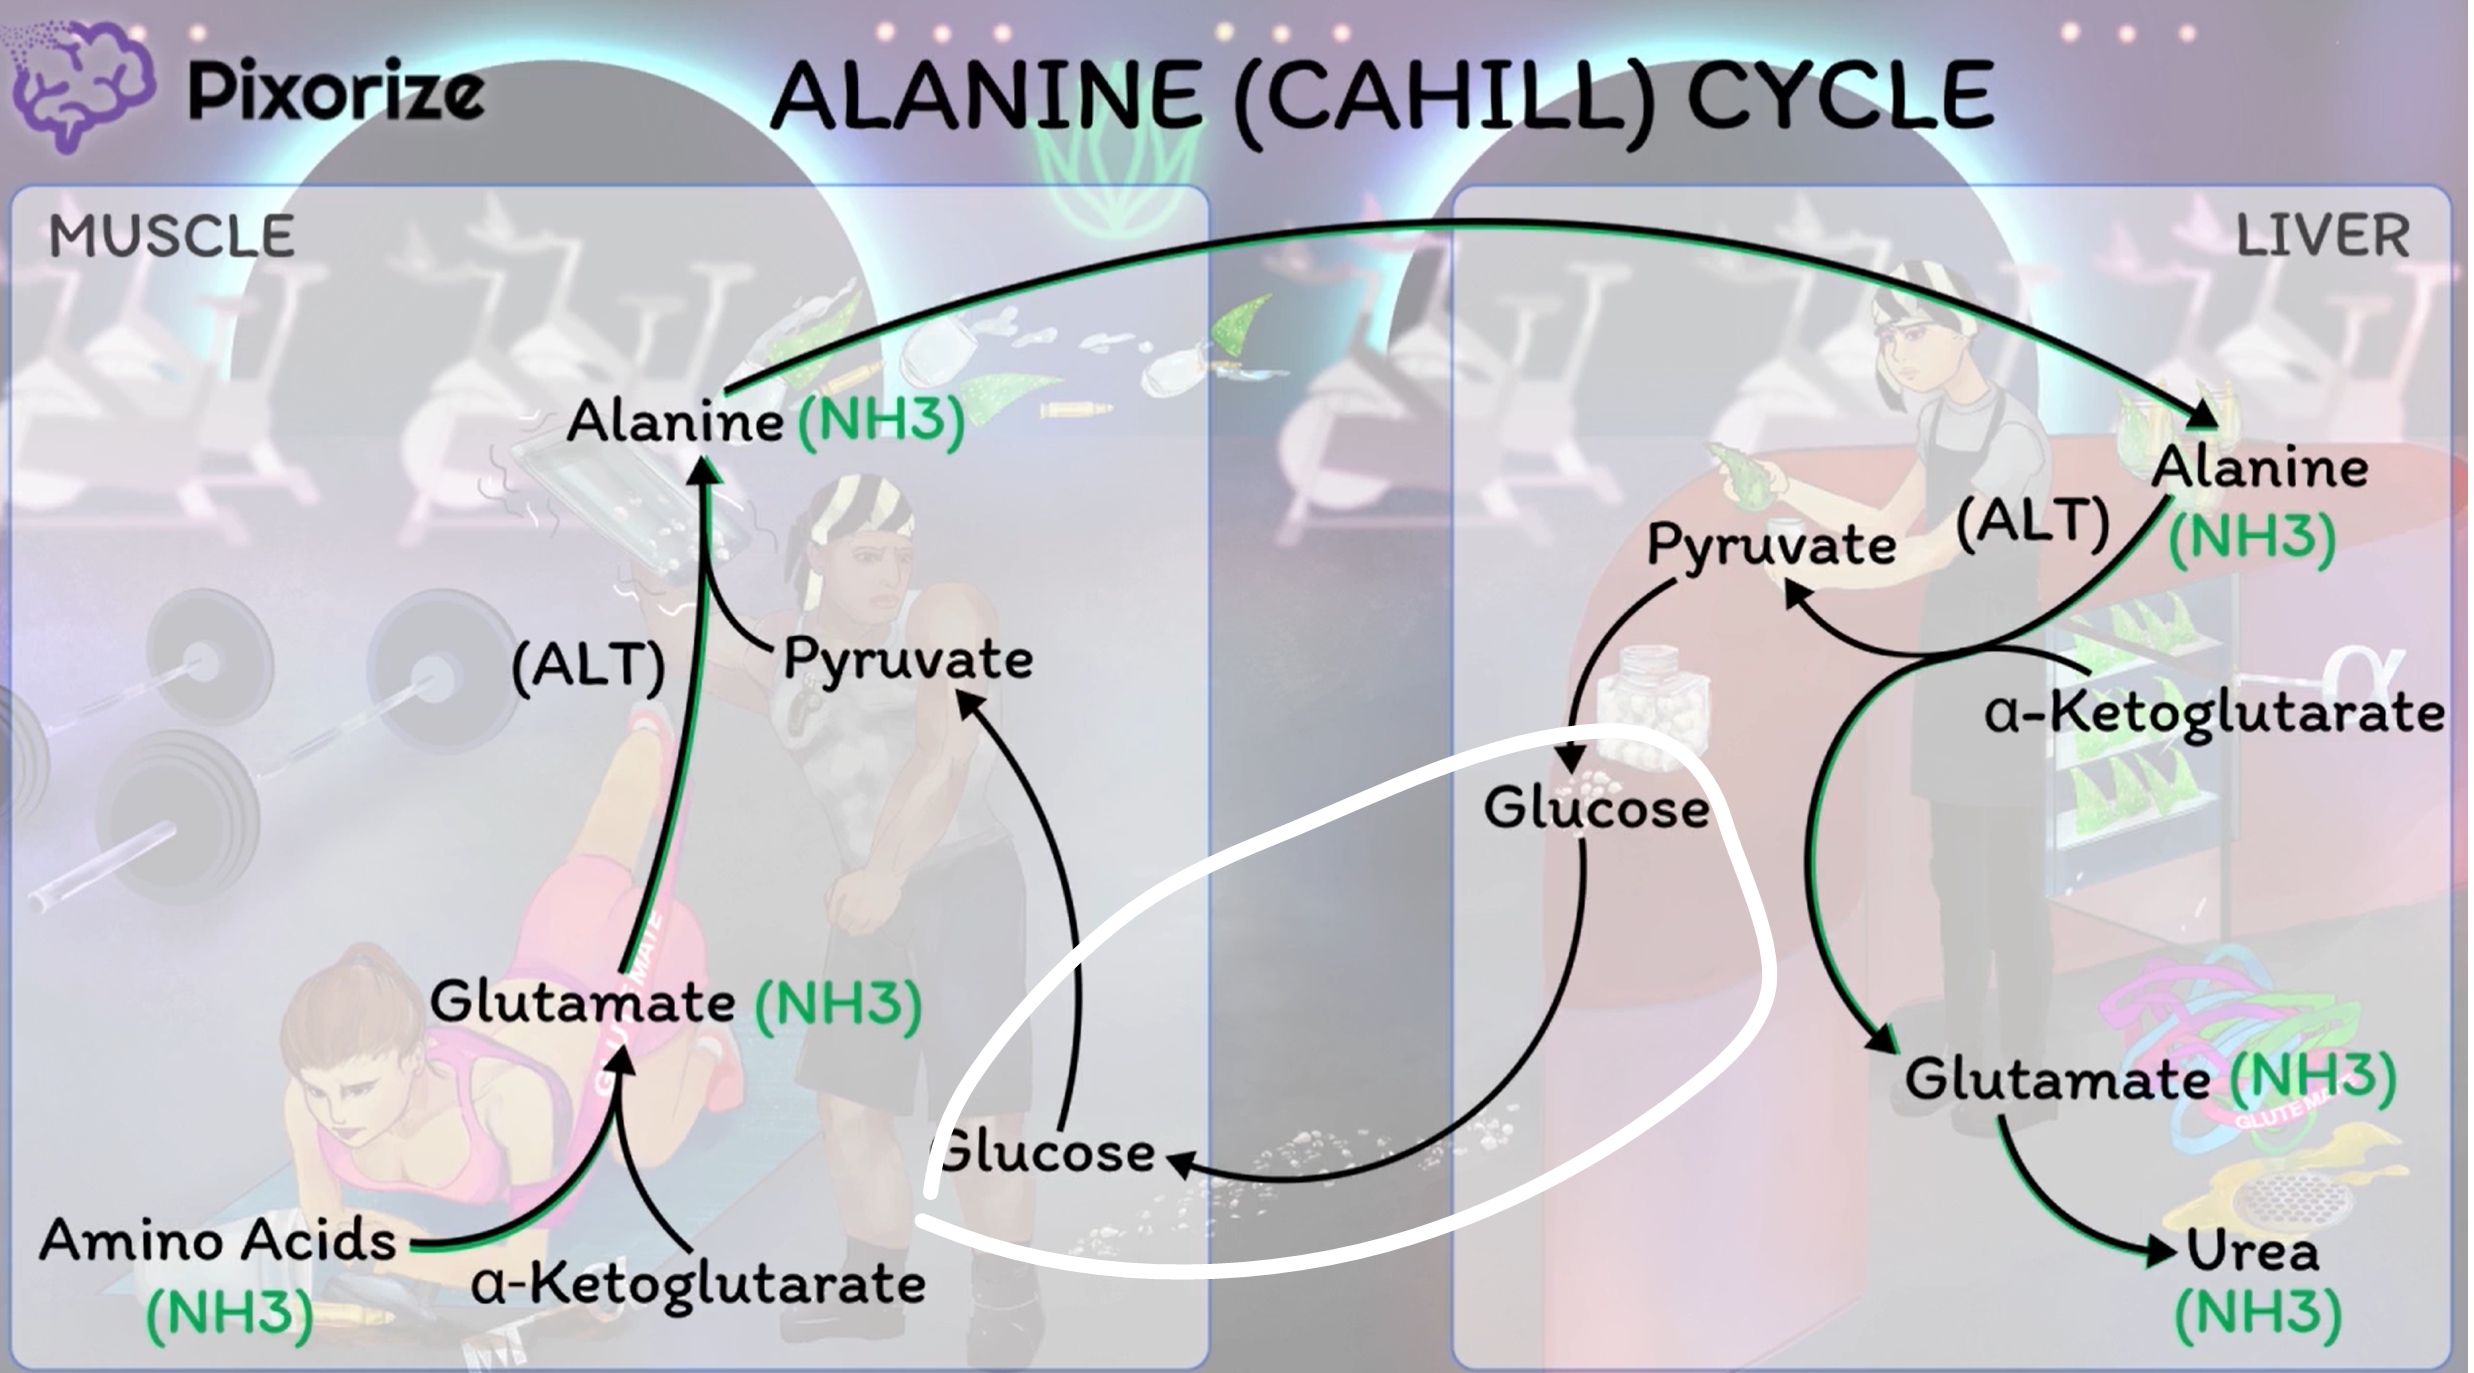 Pixorize
ALANINE (CAHILL) CYCLE
MUSCLE
LIVER
Alanine (NH3)
(ALT)
Pyruvate
Glutamate (NH3)
GLUTEMATE
Glucose
Amino Acids
(NH3)
α-Ketoglutarate
Alanine
(NH3)
(ALT)
Pyruvate
α
α-Ketoglutarate
Glucose
Glutamate (NH3)
Urea
(NH3)